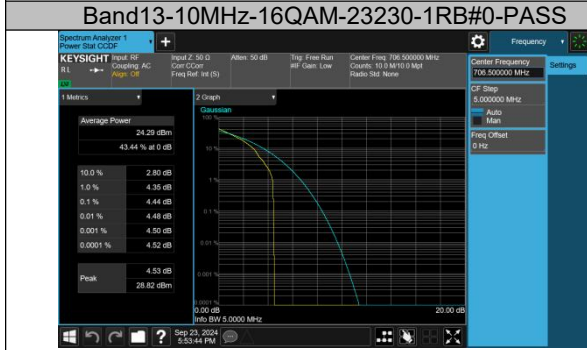 Band13-10MHz-16QAM-23230-1RB#0-PASS
Spectrum Analyzer 1
Power Stat CCDF
Frequency
KEYSIGHT
Input: RF
Coupling: AC
Align: Off
Input Z: 50 Ω
Corr CCorr
Freq Ref: Int (S)
Atten: 50 dB
Trig: Free Run
#IF Gain: Low
Center Freq: 706.500000 MHz
Counts: 10.0 M/10.0 Mpt
Radio Std: None
RL
1 Metrics
2 Graph
Gaussian
Average Power
24.29 dBm
43.44 % at 0 dB
10.0 % 2.80 dB
1.0 % 4.35 dB
0.1 % 4.44 dB
0.01 % 4.48 dB
0.001 % 4.50 dB
0.0001 % 4.52 dB
Peak 4.53 dB
28.82 dBm
100 %
10 %
1 %
0.1 %
0.01 %
0.001 %
0.0001 %
0.00 dB
20.00 dB
Info BW 5.0000 MHz
Center Frequency
706.500000 MHz
Settings
CF Step
5.000000 MHz
Auto
Man
Freq Offset
0 Hz
Sep 23, 2024
5:53:44 PM